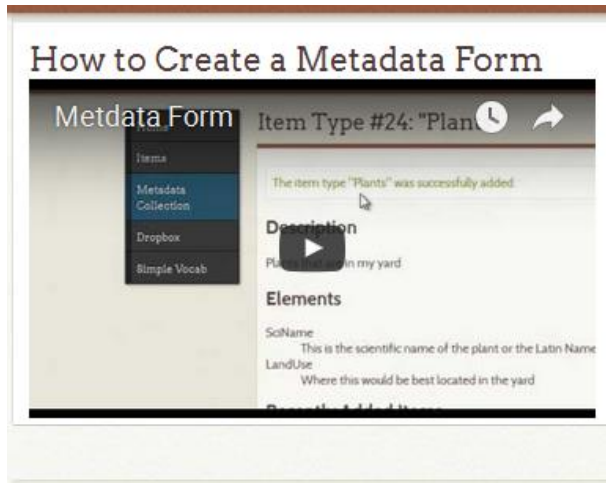 How to Create a Metadata Form
Metdata Form
Item Type #24: "Plan
Items
Metadata
Collection
Dropbox
Simple Vocab
The item type "Plants" was successfully added
Description
Plants that are in my yard
Elements
SciName
This is the scientific name of the plant or the Latin Name
LandUse
Where this would be best located in the yard